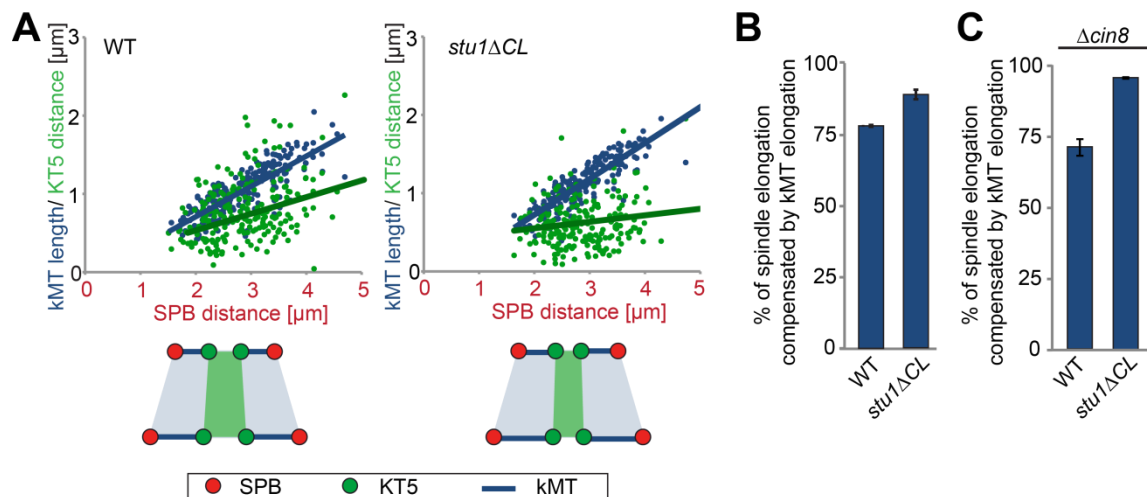 A
WT
kMT length/ KT5 distance [µm]
3
2
1
0
0 1 2 3 4 5
SPB distance [µm]
stu1ΔCL
kMT length/ KT5 distance [µm]
3
2
1
0
0 1 2 3 4 5
SPB distance [µm]
SPB KT5 kMT
B
% of spindle elongation
compensated by kMT elongation
100
75
50
25
0
WT
stu1ΔCL
C
Δcin8
% of spindle elongation
compensated by kMT elongation
100
75
50
25
0
WT
stu1ΔCL